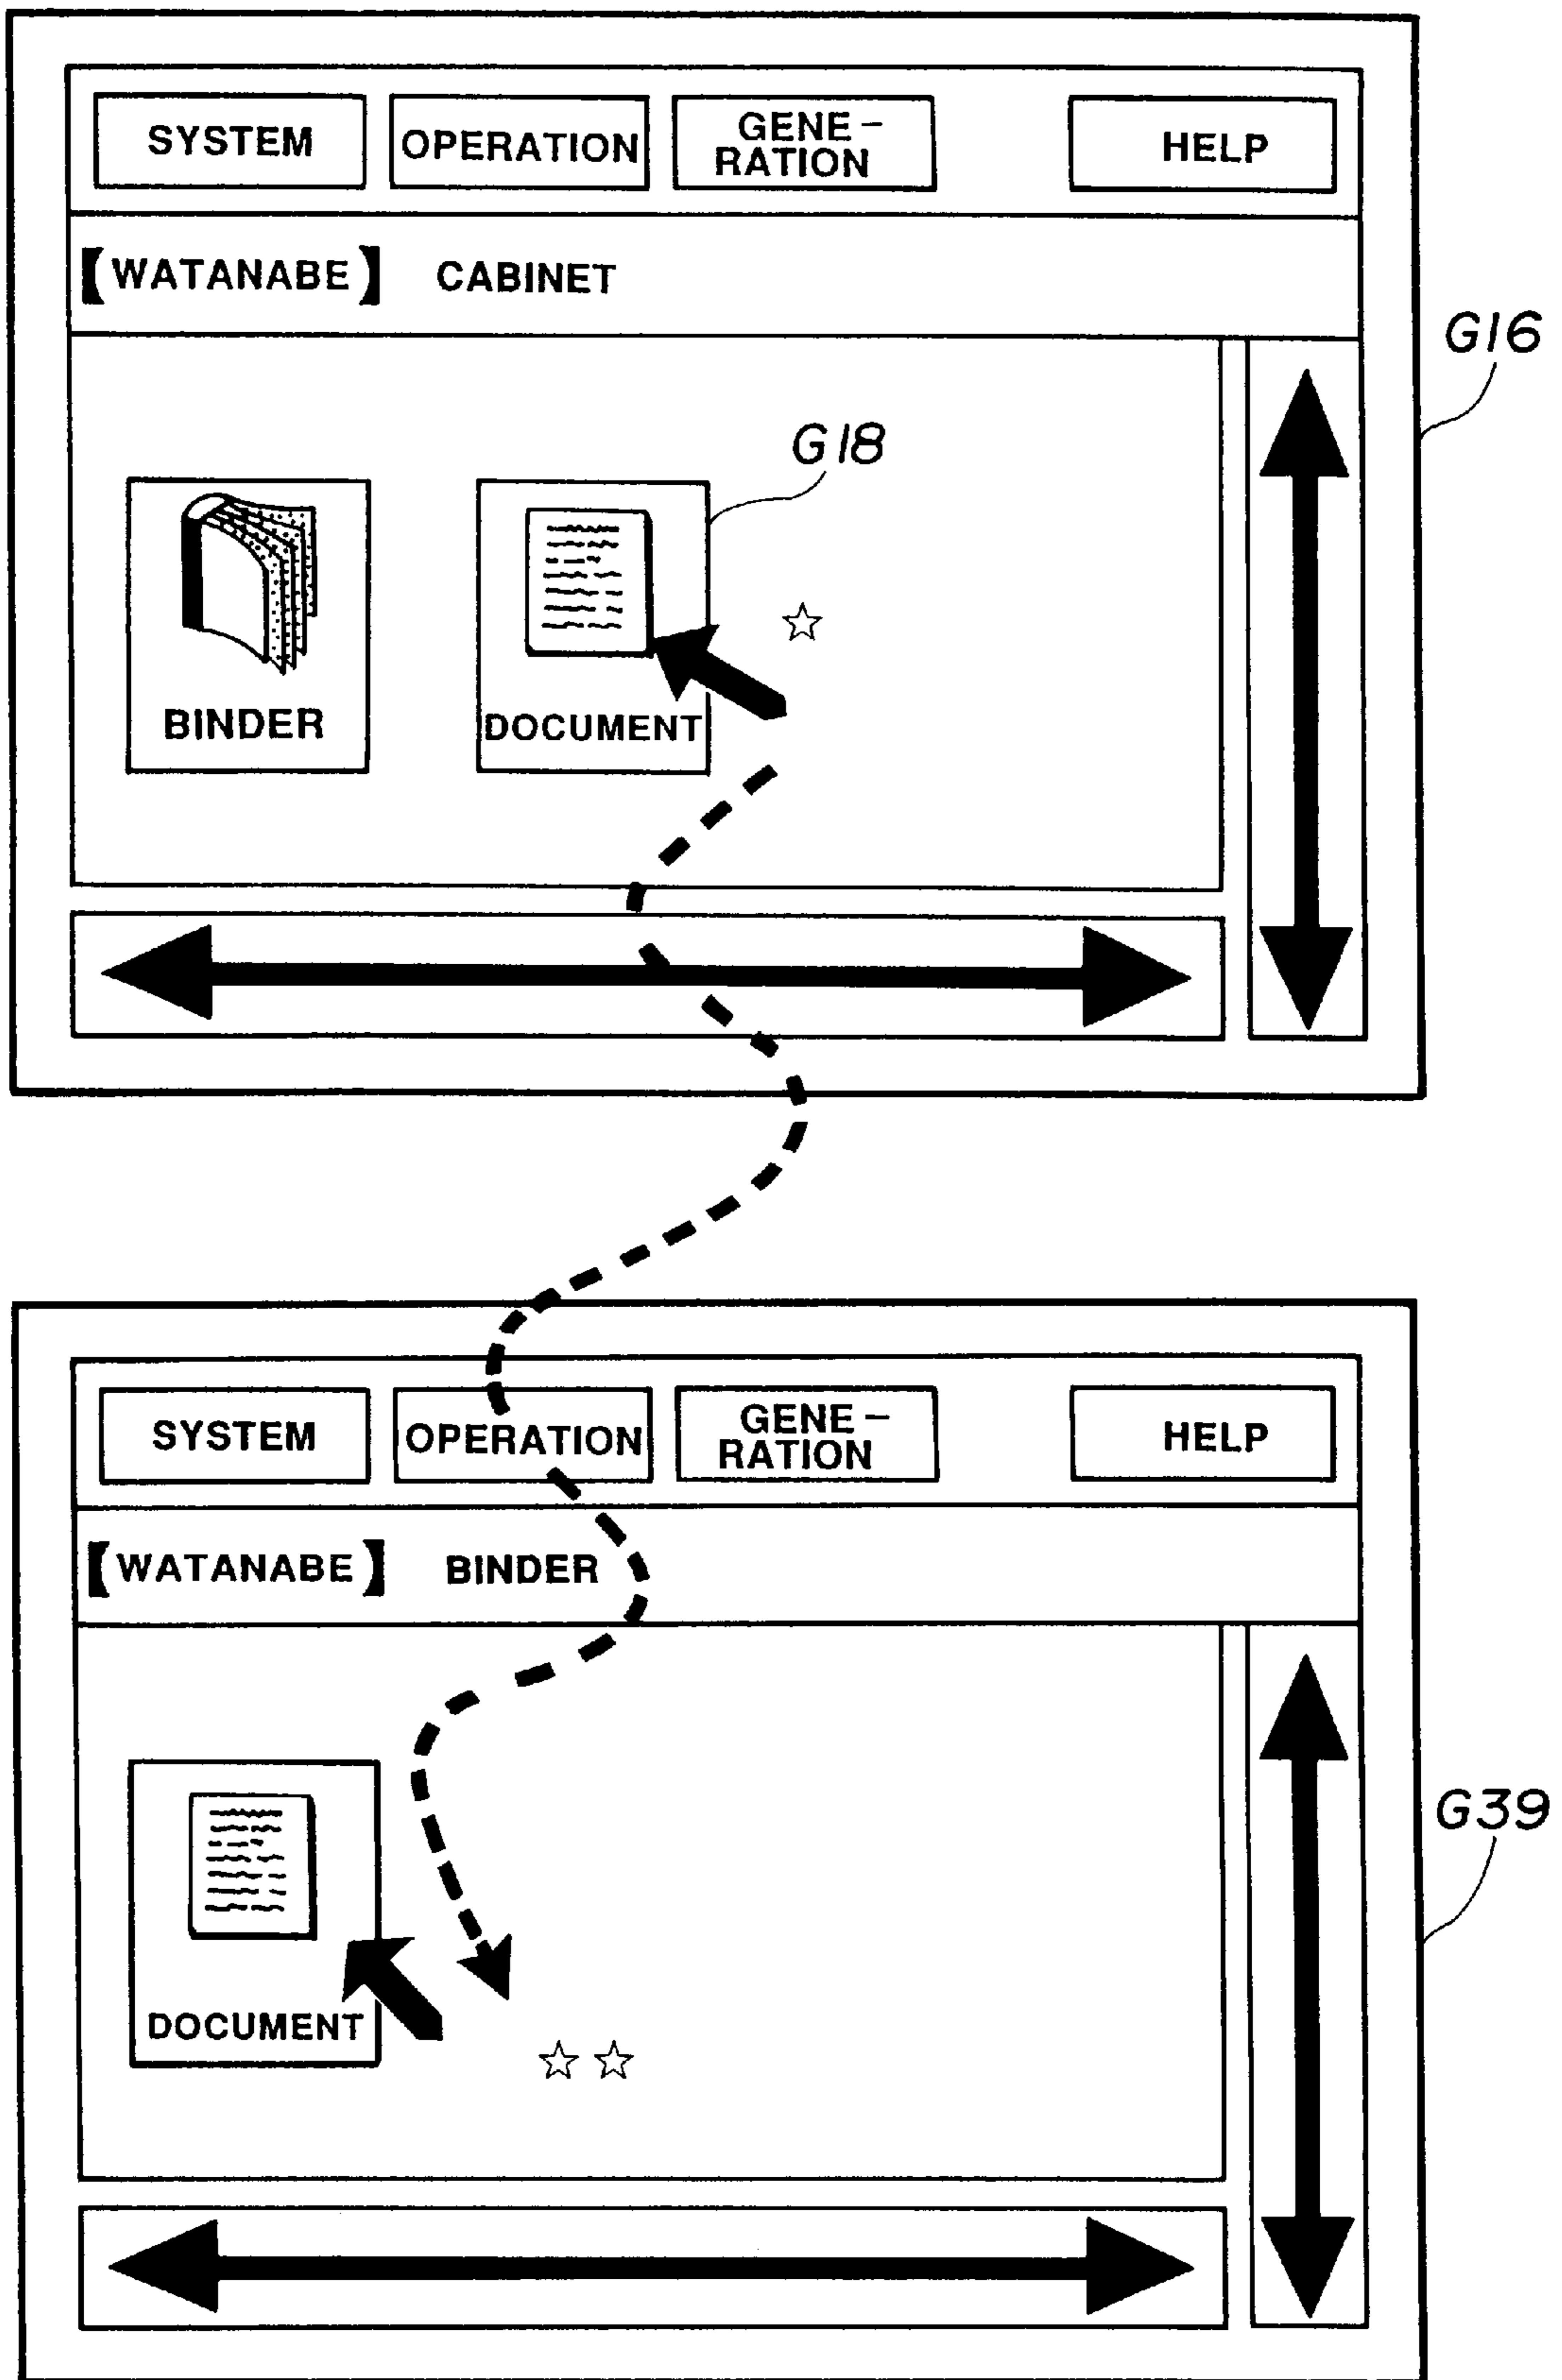 SYSTEM
OPERATION
GENE-
RATION
HELP
【WATANABE】 CABINET
G16
G18
BINDER
DOCUMENT
☆
SYSTEM
OPERATION
GENE-
RATION
HELP
【WATANABE】 BINDER
G39
DOCUMENT
☆☆